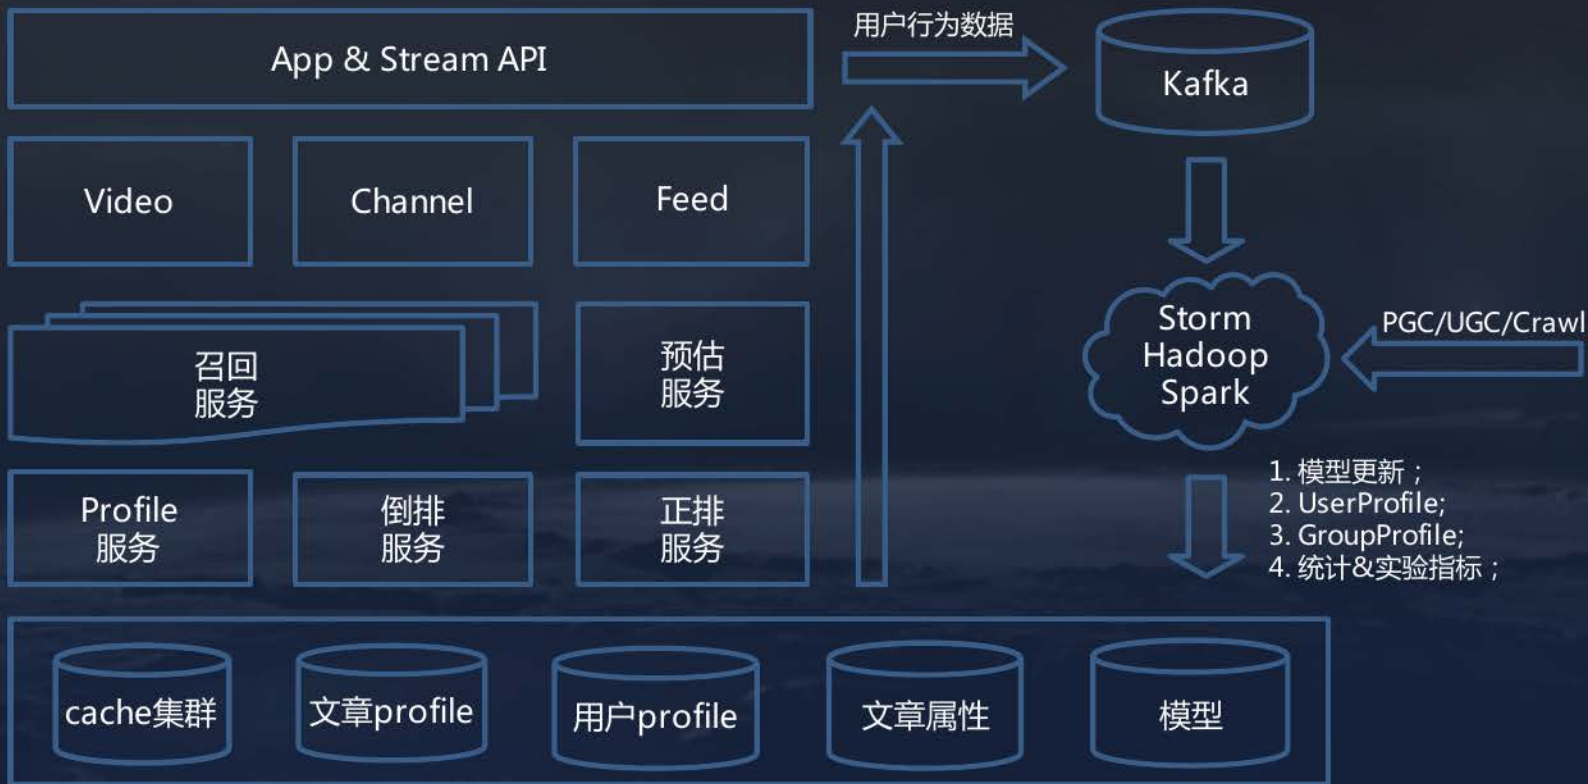 App & Stream API
用户行为数据
Kafka
Video
Channel
Feed
召回
服务
预估
服务
Storm
Hadoop
Spark
PGC/UGC/Crawl
Profile
服务
倒排
服务
正排
服务
1. 模型更新；
2. UserProfile;
3. GroupProfile;
4. 统计&实验指标；
cache集群
文章profile
用户profile
文章属性
模型